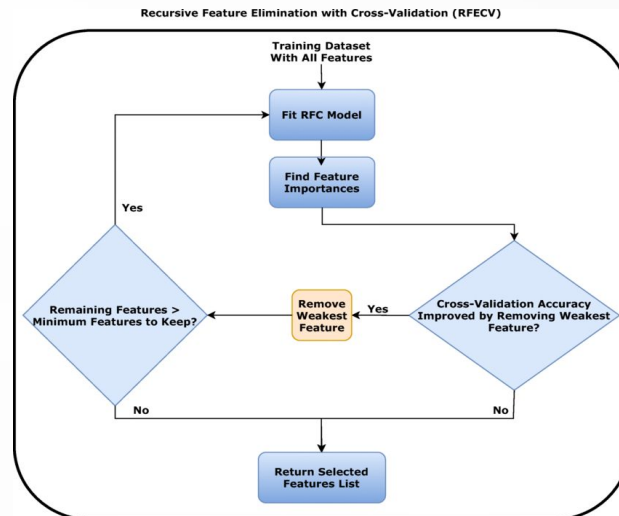 Recursive Feature Elimination with Cross-Validation (RFECV)
Training Dataset
With All Features
Fit RFC Model
Find Feature
Importances
Yes
Remaining Features >
Minimum Features to Keep?
Remove
Weakest
Feature
Yes
Cross-Validation Accuracy
Improved by Removing Weakest
Feature?
No
No
Return Selected
Features List